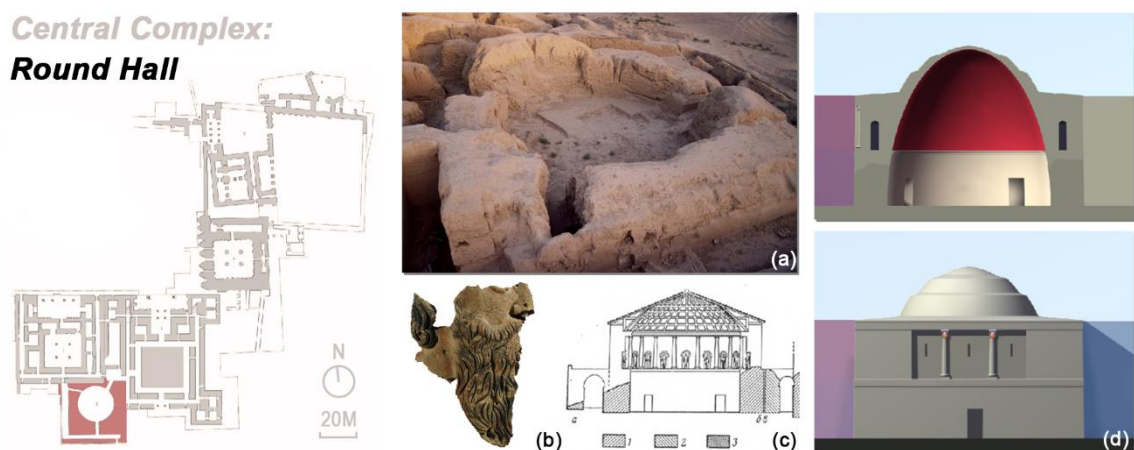 Central Complex:
Round Hall
N
20M
(a)
(b)
a
б
1
2
3
(c)
(d)